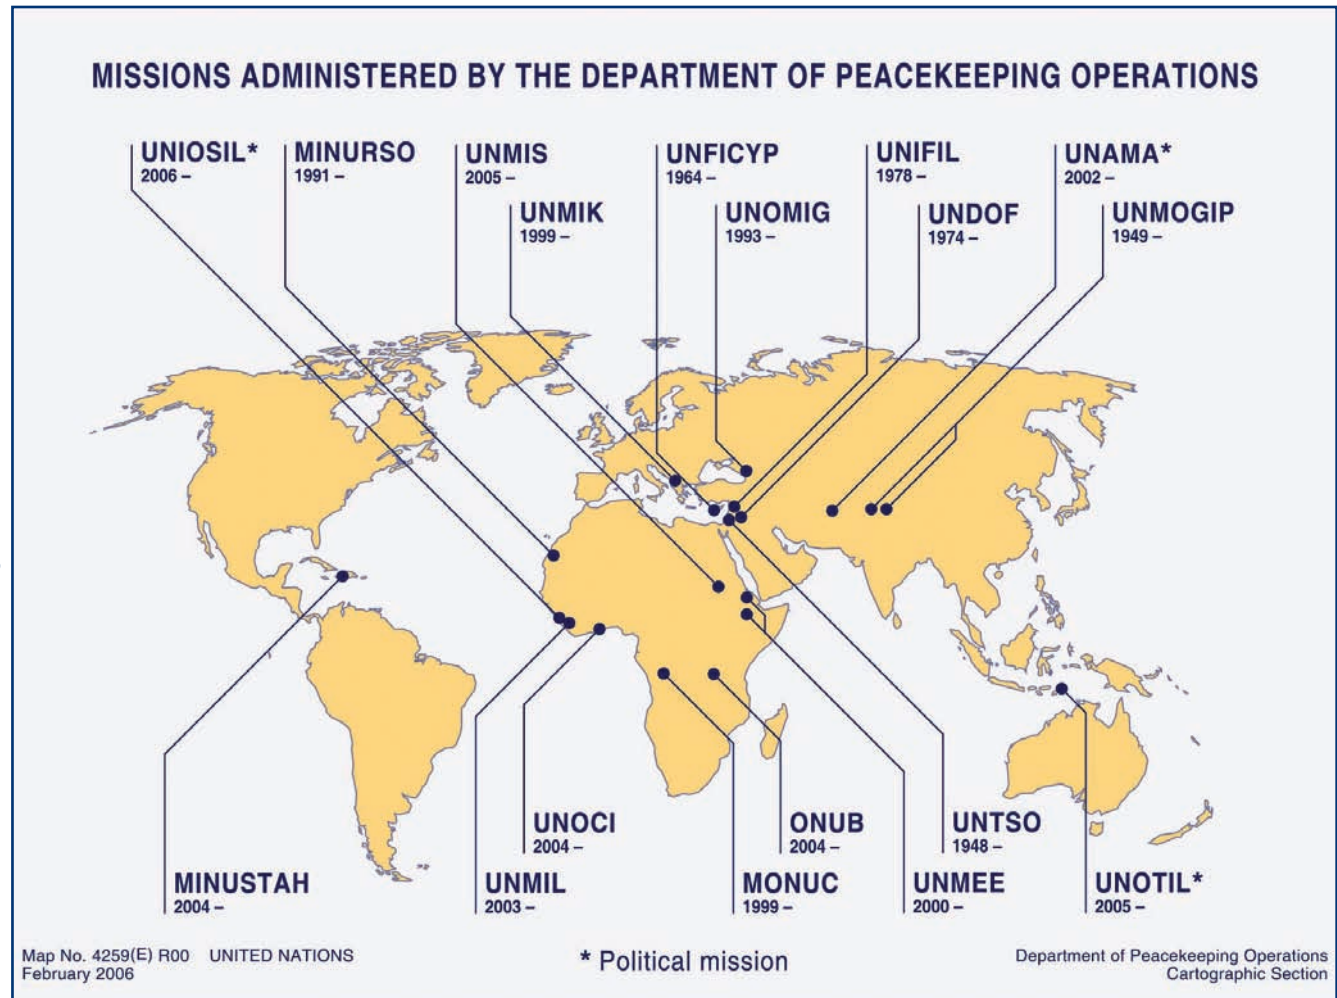 MISSIONS ADMINISTERED BY THE DEPARTMENT OF PEACEKEEPING OPERATIONS
UNIOSIL*
2006 –
MINURSO
1991 –
UNMIS
2005 –
UNFICYP
1964 –
UNIFIL
1978 –
UNAMA*
2002 –
UNMIK
1999 –
UNOMIG
1993 –
UNDOF
1974 –
UNMOGIP
1949 –
UNOCI
2004 –
ONUB
2004 –
UNTSO
1948 –
MINUSTAH
2004 –
UNMIL
2003 –
MONUC
1999 –
UNMEE
2000 –
UNOTIL*
2005 –
Map No. 4259(E) R00 UNITED NATIONS
February 2006
* Political mission
Department of Peacekeeping Operations
Cartographic Section